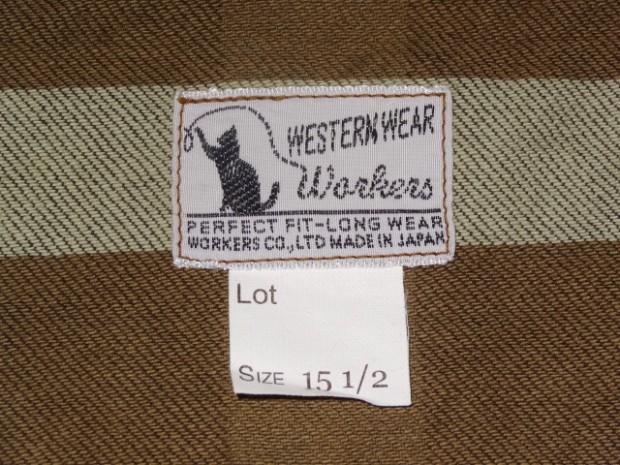 WESTERN WEAR
Workers
PERFECT FIT-LONG WEAR
WORKERS CO.,LTD MADE IN JAPAN
Lot
SIZE 15 1/2